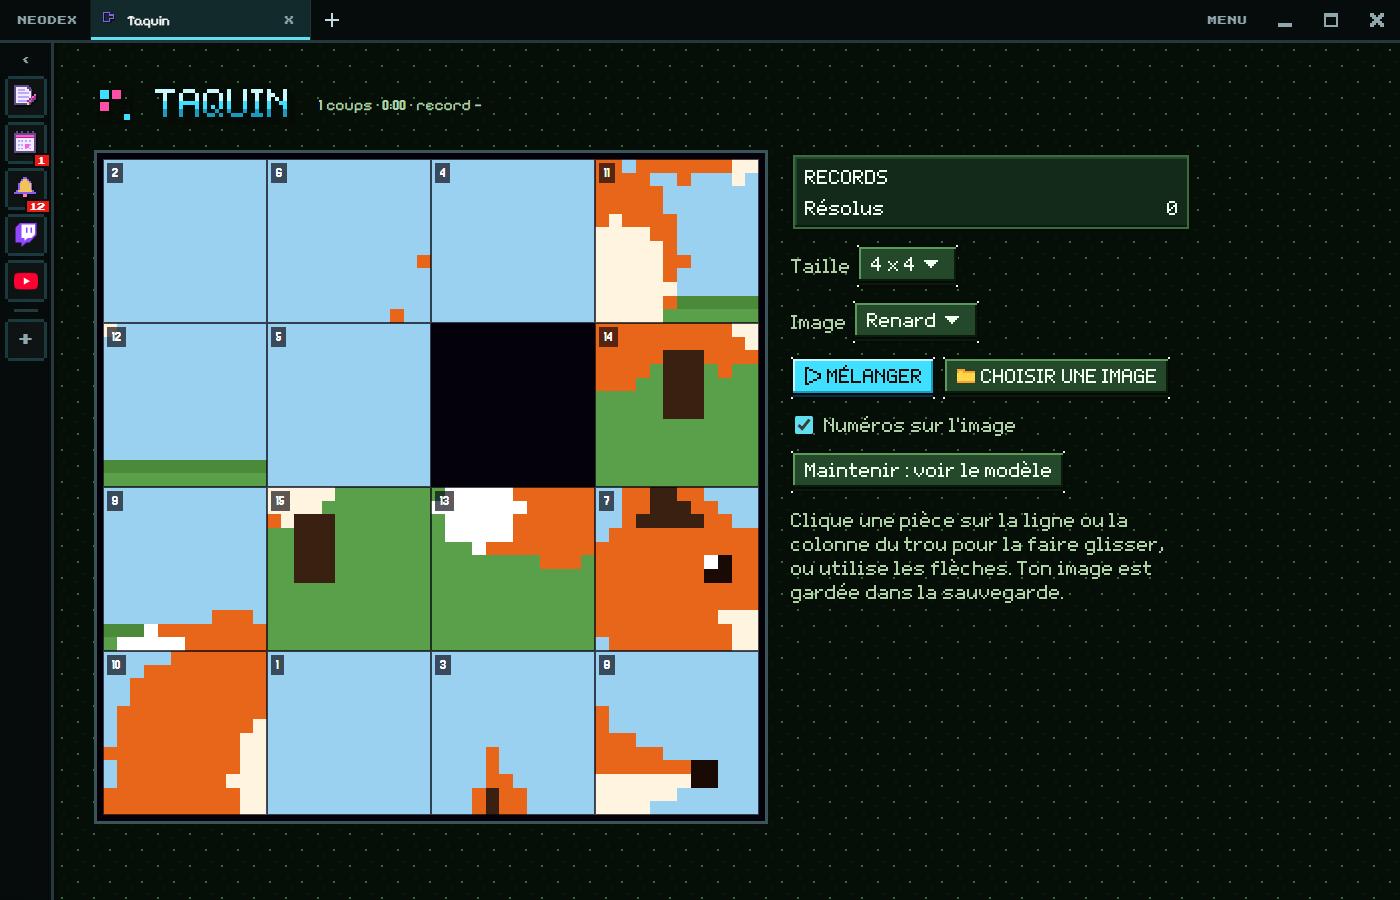 NEODEX
Taquin
MENU
TAQUIN
1 coups · 0:00 · record -
1
12
2
6
4
11
12
5
14
9
15
13
7
10
1
3
8
RECORDS
Résolus 0
Taille 4 x 4
Image Renard
MÉLANGER
CHOISIR UNE IMAGE
Numéros sur l'image
Maintenir : voir le modèle
Clique une pièce sur la ligne ou la
colonne du trou pour la faire glisser,
ou utilise les flèches. Ton image est
gardée dans la sauvegarde.